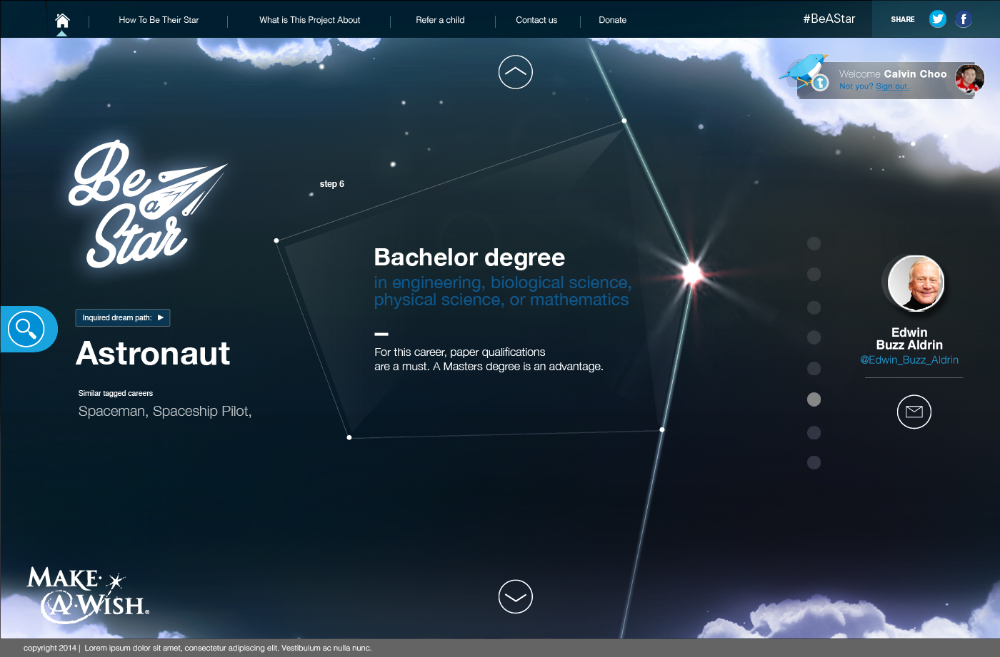 How To Be Their Star
What is This Project About
Refer a child
Contact us
Donate
#BeAStar
SHARE
t
Welcome Calvin Choo.
Not you? Sign out.
Be
a
Star
step 6
Bachelor degree
in engineering, biological science,
physical science, or mathematics
For this career, paper qualifications
are a must. A Masters degree is an advantage.
Inquired dream path:
Astronaut
Similar tagged careers
Spaceman, Spaceship Pilot,
Edwin
Buzz Aldrin
@Edwin_Buzz_Aldrin
MAKE·
A·WISH®
copyright 2014 | Lorem ipsum dolor sit amet, consectetur adipiscing elit. Vestibulum ac nulla nunc.